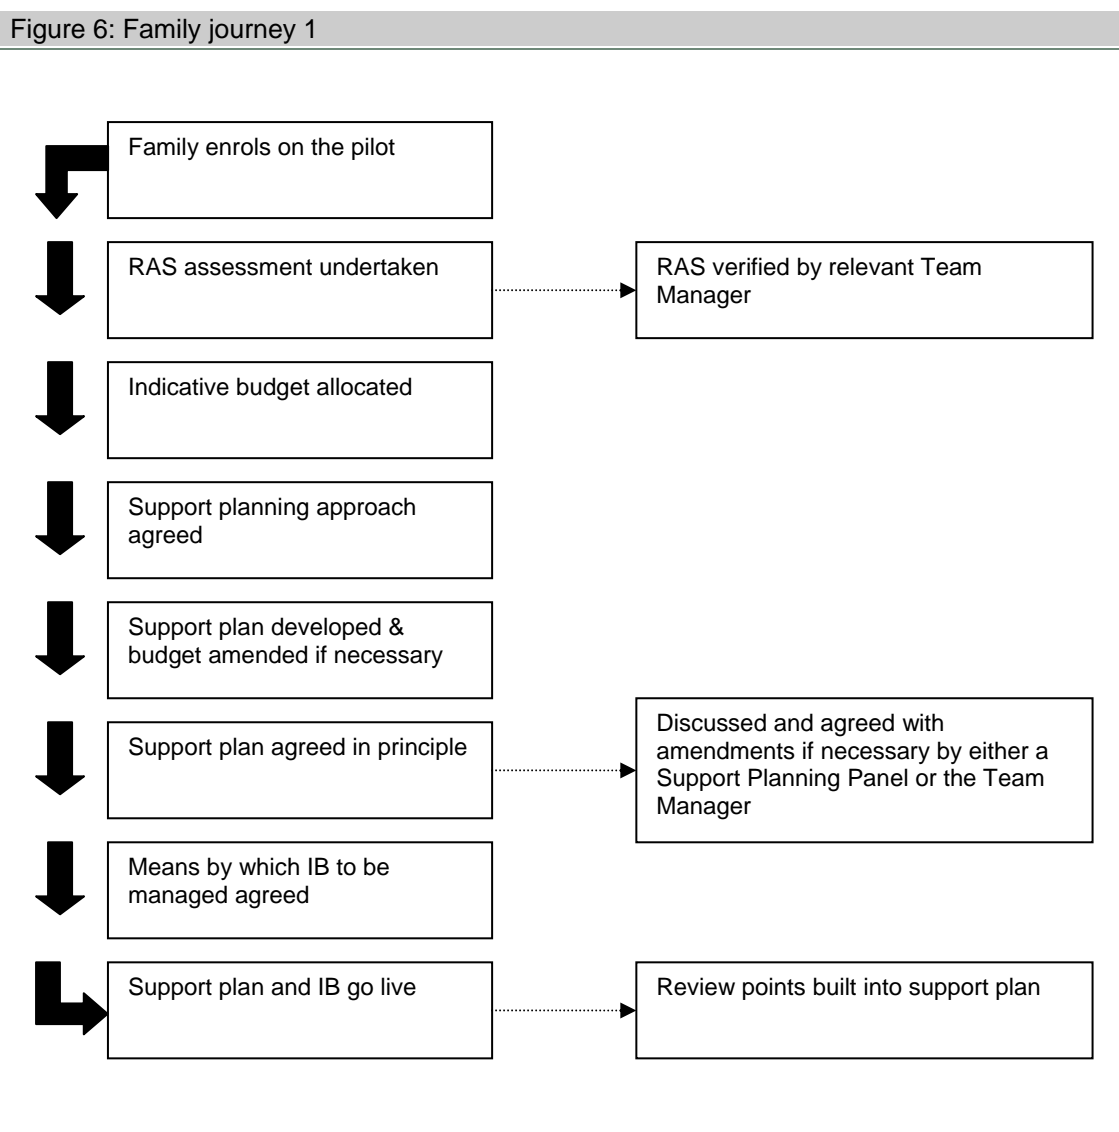 Figure 6: Family journey 1
Family enrols on the pilot
RAS assessment undertaken
RAS verified by relevant Team
Manager
Indicative budget allocated
Support planning approach
agreed
Support plan developed &
budget amended if necessary
Support plan agreed in principle
Discussed and agreed with
amendments if necessary by either a
Support Planning Panel or the Team
Manager
Means by which IB to be
managed agreed
Support plan and IB go live
Review points built into support plan